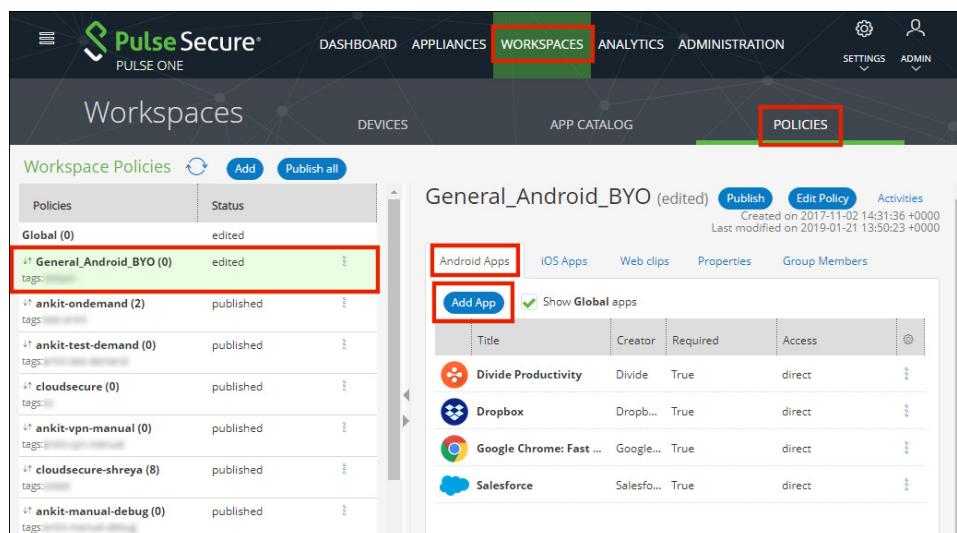 Pulse Secure®
PULSE ONE
DASHBOARD APPLIANCES WORKSPACES ANALYTICS ADMINISTRATION
SETTINGS ADMIN
Workspaces
DEVICES APP CATALOG POLICIES
Workspace Policies Add Publish all
Policies Status
Global (0) edited
General_Android_BYO (0) edited
tags:
ankit-ondemand (2) published
tags:
ankit-test-demand (0) published
tags:
cloudsecure (0) published
tags:
ankit-vpn-manual (0) published
tags:
cloudsecure-shreya (8) published
tags:
ankit-manual-debug (0) published
tags:
General_Android_BYO (edited) Publish Edit Policy Activities
Created on 2017-11-02 14:31:36 +0000
Last modified on 2019-01-21 13:50:23 +0000
Android Apps iOS Apps Web clips Properties Group Members
Add App Show Global apps
Title Creator Required Access
Divide Productivity Divide True direct
Dropbox Dropb... True direct
Google Chrome: Fast ... Google... True direct
Salesforce Salesfo... True direct